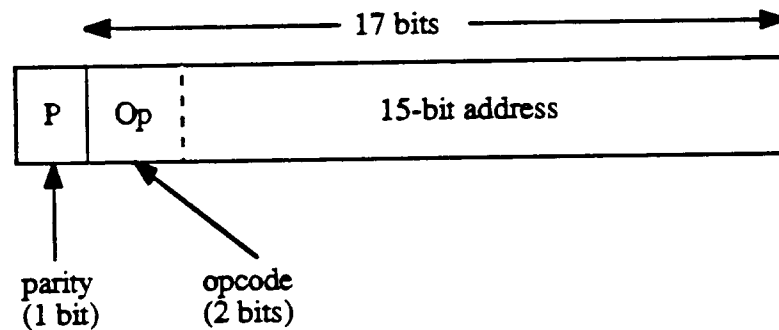 17 bits
P
Op
15-bit address
parity
(1 bit)
opcode
(2 bits)